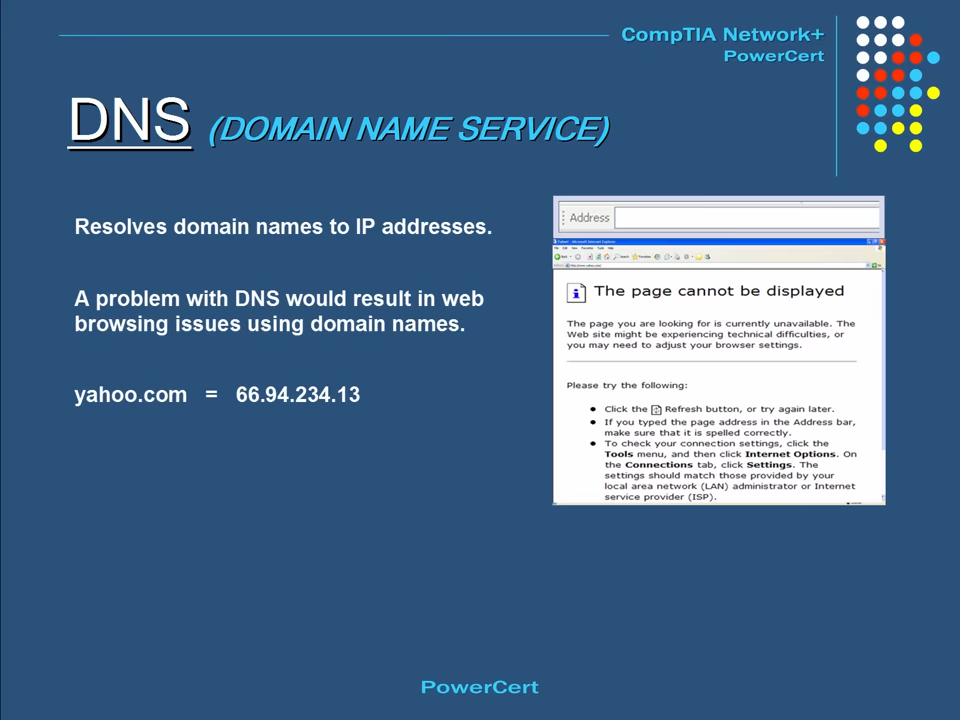 CompTIA Network+
PowerCert
DNS (DOMAIN NAME SERVICE)
Resolves domain names to IP addresses.
A problem with DNS would result in web
browsing issues using domain names.
yahoo.com = 66.94.234.13
Address
The page cannot be displayed
The page you are looking for is currently unavailable. The
Web site might be experiencing technical difficulties, or
you may need to adjust your browser settings.
Please try the following:
● Click the Refresh button, or try again later.
● If you typed the page address in the Address bar,
make sure that it is spelled correctly.
● To check your connection settings, click the
Tools menu, and then click Internet Options. On
the Connections tab, click Settings. The
settings should match those provided by your
local area network (LAN) administrator or Internet
service provider (ISP).
PowerCert